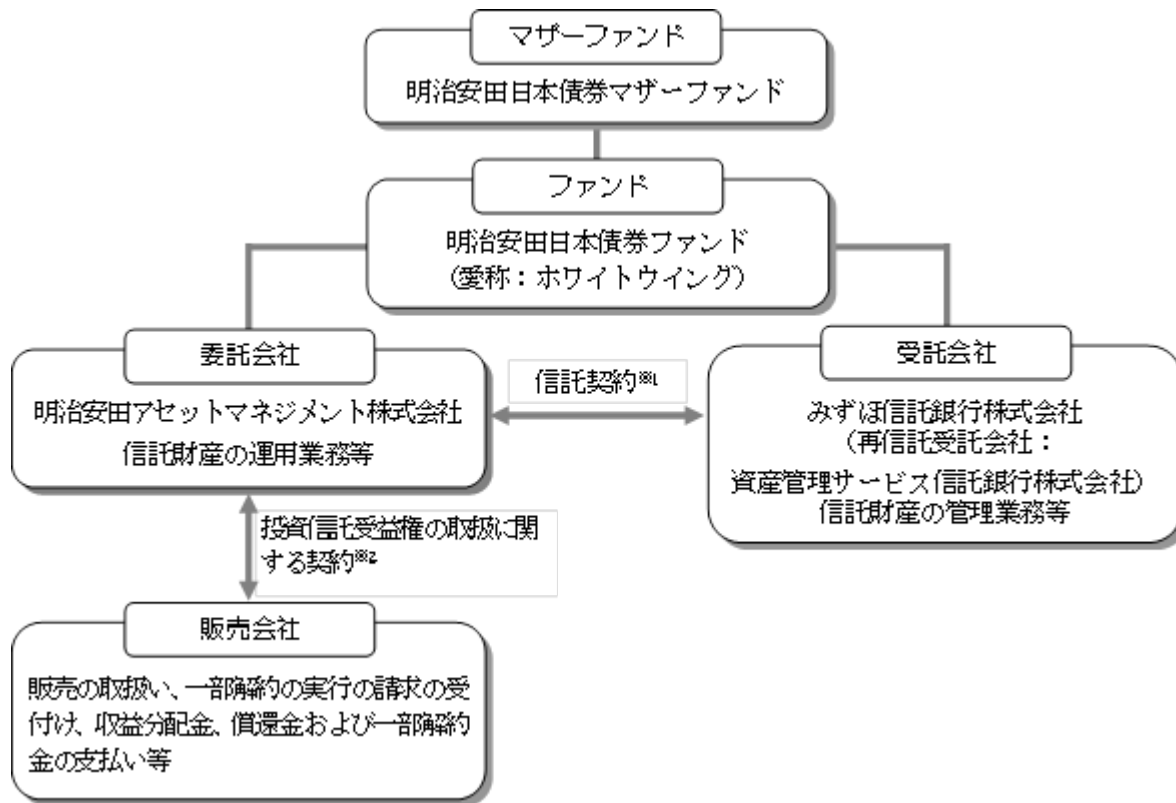 マザーファンド
明治安田日本債券マザーファンド
ファンド
明治安田日本債券ファンド
（愛称：ホワイトウイング）
委託会社
明治安田アセットマネジメント株式会社
信託財産の運用業務等
信託契約※1
受託会社
みずほ信託銀行株式会社
（再信託受託会社：
資産管理サービス信託銀行株式会社）
信託財産の管理業務等
投資信託受益権の取扱に関
する契約※2
販売会社
販売の取扱い、一部解約の実行の請求の受
付け、収益分配金、償還金および一部解約
金の支払い等